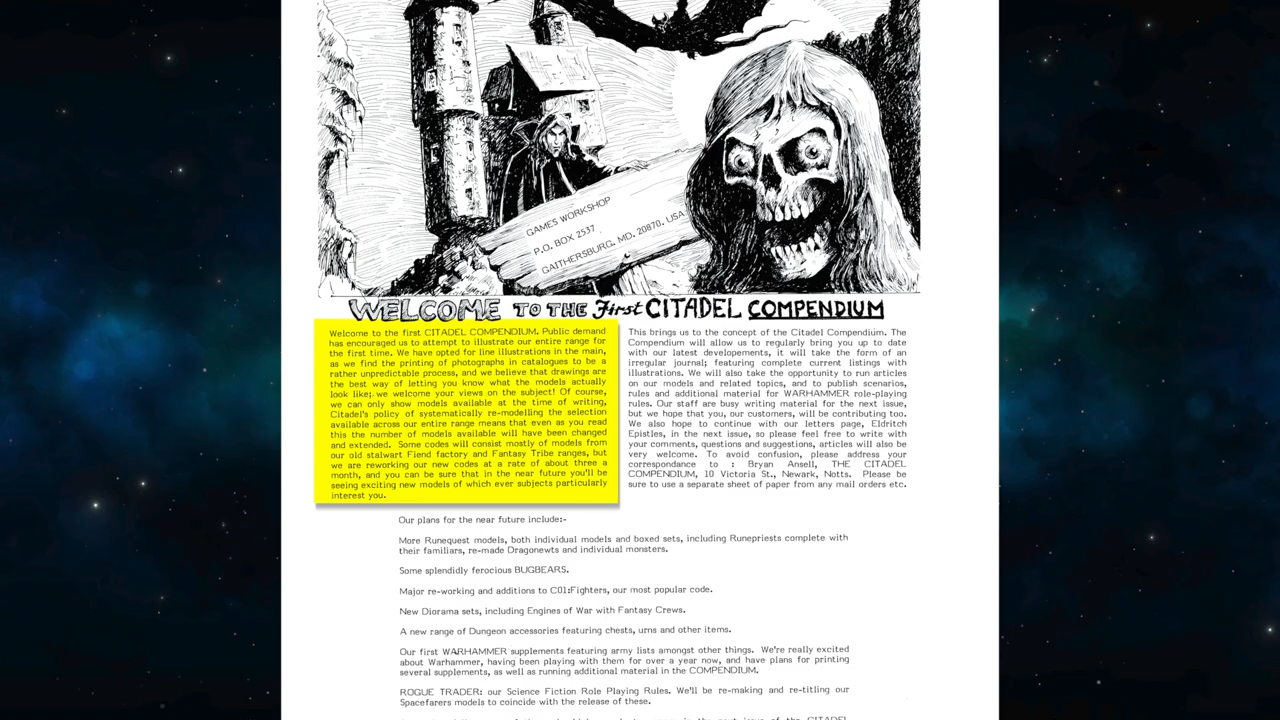 GAMES WORKSHOP
P.O. BOX 2537
GAITHERSBURG, MD. 20870, USA
WELCOME TO THE First CITADEL COMPENDIUM
Welcome to the first CITADEL COMPENDIUM. Public demand
has encouraged us to attempt to illustrate our entire range for
the first time. We have opted for line illustrations in the main,
as we find the printing of photographs in catalogues to be a
rather unpredictable process, and we believe that drawings are
the best way of letting you know what the models actually
look like; we welcome your views on the subject! Of course,
we can only show models available at the time of writing,
Citadel's policy of systematically re-modelling the selection
available across our entire range means that even as you read
this the number of models available will have been changed
and extended. Some codes will consist mostly of models from
our old stalwart Fiend factory and Fantasy Tribe ranges, but
we are reworking our new codes at a rate of about three a
month, and you can be sure that in the near future you'll be
seeing exciting new models of which ever subjects particularly
interest you.
This brings us to the concept of the Citadel Compendium. The
Compendium will allow us to regularly bring you up to date
with our latest developements, it will take the form of an
irregular journal; featuring complete current listings with
illustrations. We will also take the opportunity to run articles
on our models and related topics, and to publish scenarios,
rules and additional material for WARHAMMER role-playing
rules. Our staff are busy writing material for the next issue,
but we hope that you, our customers, will be contributing too.
We also hope to continue with our letters page, Eldritch
Epistles, in the next issue, so please feel free to write with
your comments, questions and suggestions, articles will also be
very welcome. To avoid confusion, please address your
correspondance to : Bryan Ansell, THE CITADEL
COMPENDIUM, 10 Victoria St., Newark, Notts. Please be
sure to use a separate sheet of paper from any mail orders etc.
Our plans for the near future include:-
More Runequest models, both individual models and boxed sets, including Runepriests complete with
their familiars, re-made Dragonewts and individual monsters.
Some splendidly ferocious BUGBEARS.
Major re-working and additions to C01:Fighters, our most popular code.
New Diorama sets, including Engines of War with Fantasy Crews.
A new range of Dungeon accessories featuring chests, urns and other items.
Our first WARHAMMER supplements featuring army lists amongst other things. We're really excited
about Warhammer, having been playing with them for over a year now, and have plans for printing
several supplements, as well as running additional material in the COMPENDIUM.
ROGUE TRADER: our Science Fiction Role Playing Rules. We'll be re-making and re-titling our
Spacefarers models to coincide with the release of these.
in the next issue of the CITADEL